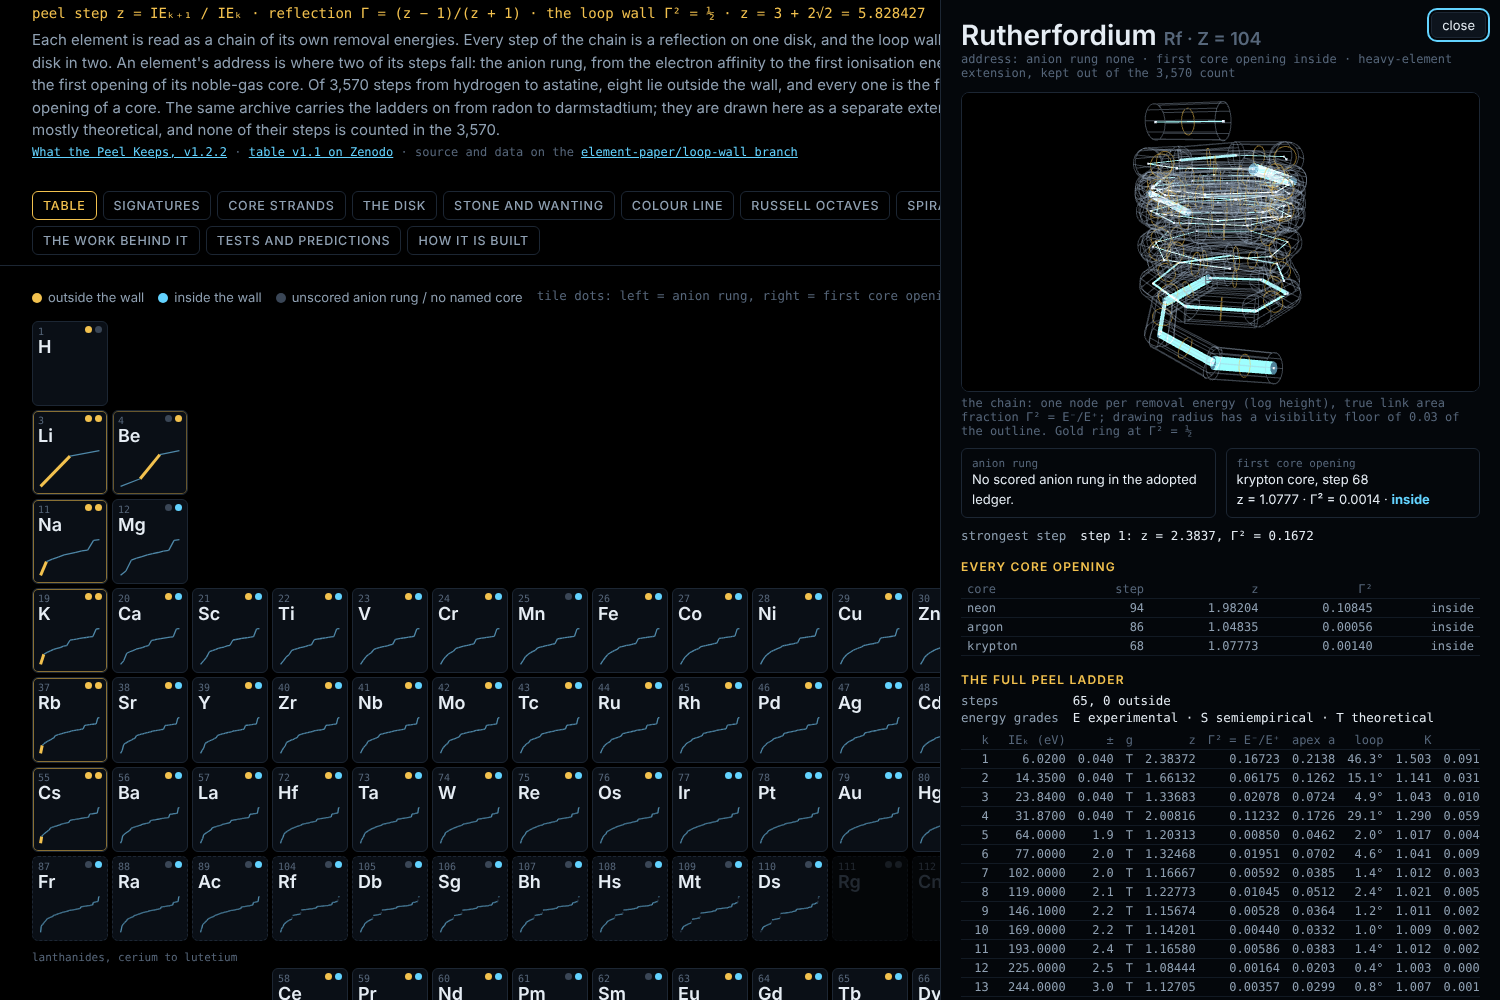 peel step z = IEₖ₊₁ / IEₖ · reflection Γ = (z − 1)/(z + 1) · the loop wall Γ² = ½ · z = 3 + 2√2 = 5.828427
Each element is read as a chain of its own removal energies. Every step of the chain is a reflection on one disk, and the loop wall
disk in two. An element's address is where two of its steps fall: the anion rung, from the electron affinity to the first ionisation
the first opening of its noble-gas core. Of 3,570 steps from hydrogen to astatine, eight lie outside the wall, and every one is the
opening of a core. The same archive carries the ladders on from radon to darmstadtium; they are drawn here as a separate
mostly theoretical, and none of their steps is counted in the 3,570.
What the Peel Keeps, v1.2.2 · table v1.1 on Zenodo · source and data on the element-paper/loop-wall branch
TABLE
SIGNATURES
CORE STRANDS
THE DISK
STONE AND WANTING
COLOUR LINE
RUSSELL OCTAVES
THE WORK BEHIND IT
TESTS AND PREDICTIONS
HOW IT IS BUILT
outside the wall inside the wall unscored anion rung / no named core tile dots: left = anion rung, right = first core
1
H
3 4
Li Be
11 12
Na Mg
19 20 21 22 23 24 25 26 27 28 29 30
K Ca Sc Ti V Cr Mn Fe Co Ni Cu Zn
37 38 39 40 41 42 43 44 45 46 47 48
Rb Sr Y Zr Nb Mo Tc Ru Rh Pd Ag Cd
55 56 57 72 73 74 75 76 77 78 79 80
Cs Ba La Hf Ta W Re Os Ir Pt Au Hg
87 88 89 104 105 106 107 108 109 110 111 112
Fr Ra Ac Rf Db Sg Bh Hs Mt Ds Rg Cn
lanthanides, cerium to lutetium
58 59 60 61 62 63 64 65 66
Ce Pr Nd Pm Sm Eu Gd Tb Dy
close
Rutherfordium Rf · Z = 104
address: anion rung none · first core opening inside · heavy-element
extension, kept out of the 3,570 count
the chain: one node per removal energy (log height), true link area
fraction Γ² = E⁻/E⁺; drawing radius has a visibility floor of 0.03 of
the outline. Gold ring at Γ² = ½
anion rung
No scored anion rung in the adopted
ledger.
first core opening
krypton core, step 68
z = 1.0777 · Γ² = 0.0014 · inside
strongest step step 1: z = 2.3837, Γ² = 0.1672
EVERY CORE OPENING
core step z Γ²
neon 94 1.98204 0.10845 inside
argon 86 1.04835 0.00056 inside
krypton 68 1.07773 0.00140 inside
THE FULL PEEL LADDER
steps 65, 0 outside
energy grades E experimental · S semiempirical · T theoretical
k IEₖ (eV) ± g z Γ² = E⁻/E⁺ apex a loop K
1 6.0200 0.040 T 2.38372 0.16723 0.2138 46.3° 1.503 0.091
2 14.3500 0.040 T 1.66132 0.06175 0.1262 15.1° 1.141 0.031
3 23.8400 0.040 T 1.33683 0.02078 0.0724 4.9° 1.043 0.010
4 31.8700 0.040 T 2.00816 0.11232 0.1726 29.1° 1.290 0.059
5 64.0000 1.9 T 1.20313 0.00850 0.0462 2.0° 1.017 0.004
6 77.0000 2.0 T 1.32468 0.01951 0.0702 4.6° 1.041 0.009
7 102.0000 2.0 T 1.16667 0.00592 0.0385 1.4° 1.012 0.003
8 119.0000 2.1 T 1.22773 0.01045 0.0512 2.4° 1.021 0.005
9 146.1000 2.2 T 1.15674 0.00528 0.0364 1.2° 1.011 0.002
10 169.0000 2.2 T 1.14201 0.00440 0.0332 1.0° 1.009 0.002
11 193.0000 2.4 T 1.16580 0.00586 0.0383 1.4° 1.012 0.002
12 225.0000 2.5 T 1.08444 0.00164 0.0203 0.4° 1.003 0.000
13 244.0000 3.0 T 1.12705 0.00357 0.0299 0.8° 1.007 0.001